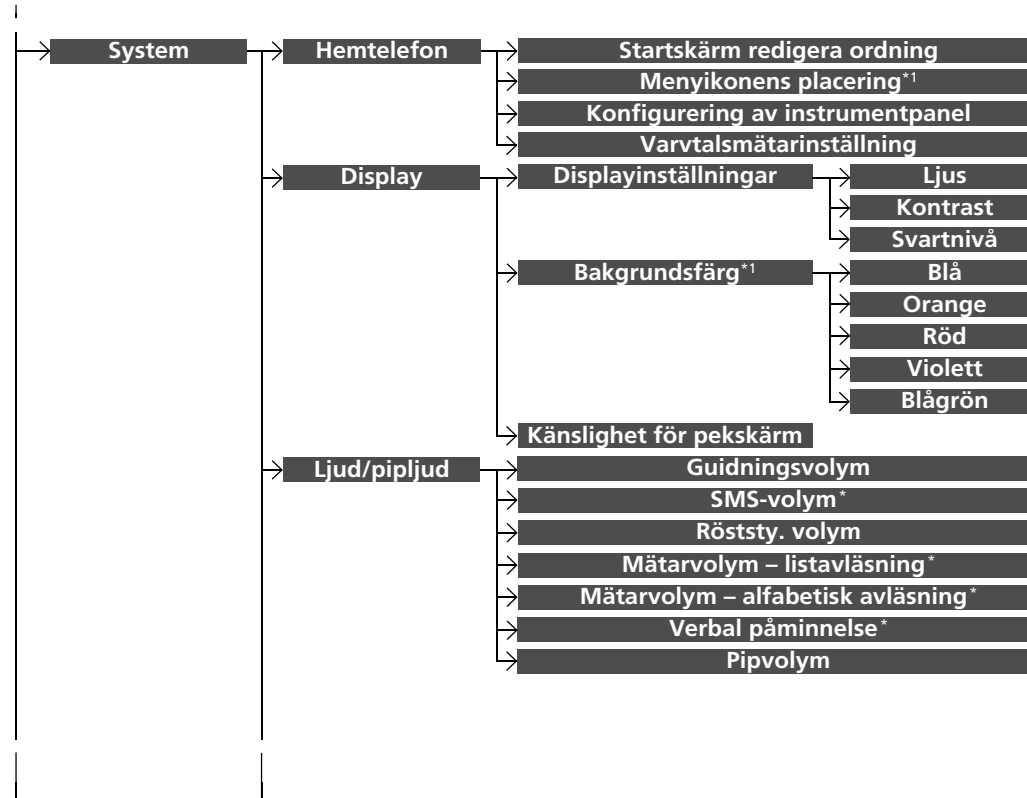 System
Hemtelefon
Startskärm redigera ordning
Menyikonens placering*1
Konfigurering av instrumentpanel
Varvtalsmätarinställning
Display
Displayinställningar
Ljus
Kontrast
Svartnivå
Bakgrundsfärg*1
Blå
Orange
Röd
Violett
Blågrön
Känslighet för pekskärm
Ljud/pipljud
Guidningsvolym
SMS-volym*
Röststy. volym
Mätarvolym – listavläsning*
Mätarvolym – alfabetisk avläsning*
Verbal påminnelse*
Pipvolym